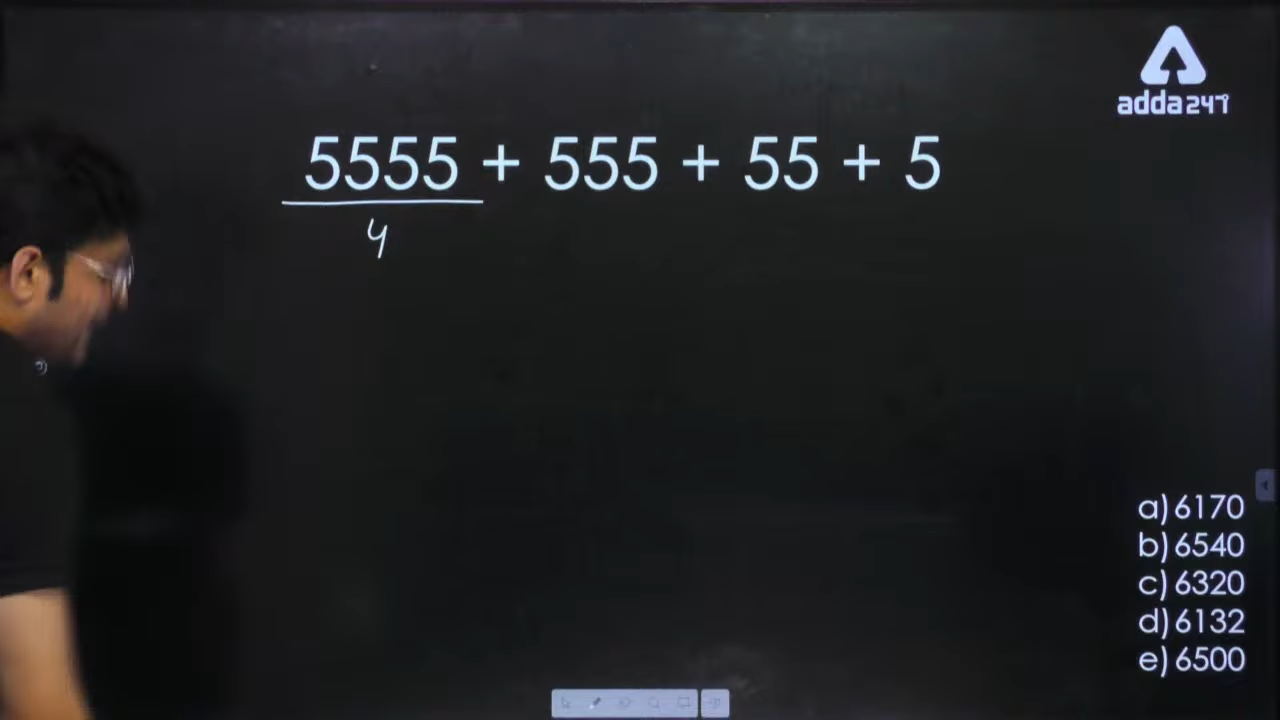 adda247
5555 + 555 + 55 + 5
4
a) 6170
b) 6540
c) 6320
d) 6132
e) 6500